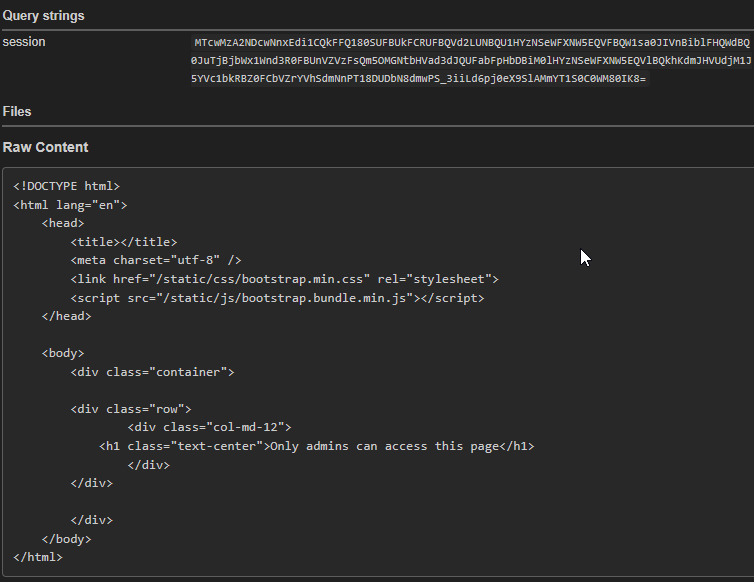 Query strings
session
MTcwMzA2NDcwNnxEdi1CQkFFQ180SUFBUkFCRUFBQVd2LUNBQU1HYzNSeWFXNW5EQVFBQW1sa0JIVnBiblFHQWdBQ
0JuTjBjbWx1Wnd3R0FBUnVZVzFsQm5OMGNtbHVad3dJQUFabFpHbDBiM0lHYzNSeWFXNW5EQVlBQkhKdmJHVUdjM1J
5YVc1bkRBZ0FCbVZrYVhSdmNnPT18DUDbN8dmwPS_3iiLd6pj0eX9SlAMmYT1S0C0WM80IK8=
Files
Raw Content
<!DOCTYPE html>
<html lang="en">
<head>
<title></title>
<meta charset="utf-8" />
<link href="/static/css/bootstrap.min.css" rel="stylesheet">
<script src="/static/js/bootstrap.bundle.min.js"></script>
</head>
<body>
<div class="container">
<div class="row">
<div class="col-md-12">
<h1 class="text-center">Only admins can access this page</h1>
</div>
</div>
</div>
</body>
</html>